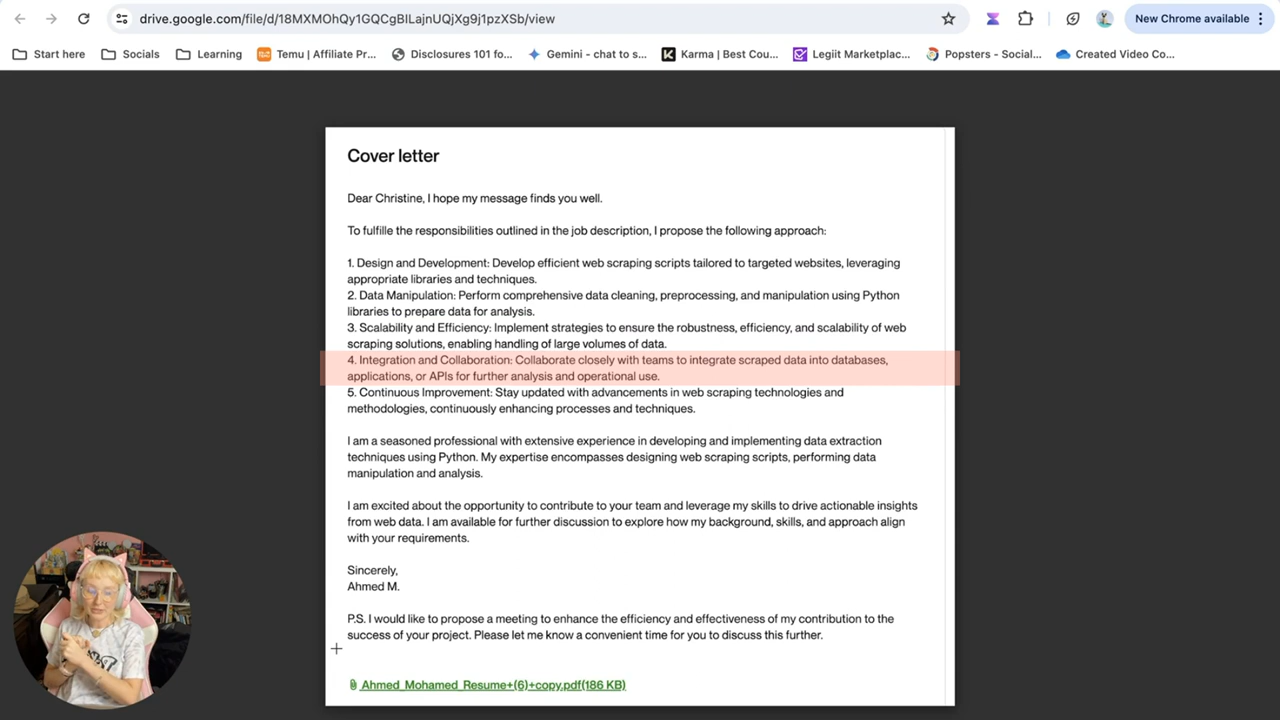 drive.google.com/file/d/18MXMOhQy1GQCgBILajnUQjXg9j1pzXSb/view
New Chrome available
Start here
Socials
Learning
Temu | Affiliate Pr...
Disclosures 101 fo...
Gemini - chat to s...
Karma | Best Cou...
Legiit Marketplac...
Popsters - Social...
Created Video Co...
Cover letter
Dear Christine, I hope my message finds you well.
To fulfille the responsibilities outlined in the job description, I propose the following approach:
1. Design and Development: Develop efficient web scraping scripts tailored to targeted websites, leveraging
appropriate libraries and techniques.
2. Data Manipulation: Perform comprehensive data cleaning, preprocessing, and manipulation using Python
libraries to prepare data for analysis.
3. Scalability and Efficiency: Implement strategies to ensure the robustness, efficiency, and scalability of web
scraping solutions, enabling handling of large volumes of data.
4. Integration and Collaboration: Collaborate closely with teams to integrate scraped data into databases,
applications, or APIs for further analysis and operational use.
5. Continuous Improvement: Stay updated with advancements in web scraping technologies and
methodologies, continuously enhancing processes and techniques.
I am a seasoned professional with extensive experience in developing and implementing data extraction
techniques using Python. My expertise encompasses designing web scraping scripts, performing data
manipulation and analysis.
I am excited about the opportunity to contribute to your team and leverage my skills to drive actionable insights
from web data. I am available for further discussion to explore how my background, skills, and approach align
with your requirements.
Sincerely,
Ahmed M.
P.S. I would like to propose a meeting to enhance the efficiency and effectiveness of my contribution to the
success of your project. Please let me know a convenient time for you to discuss this further.
Ahmed_Mohamed_Resume+(6)+copy.pdf(186 KB)